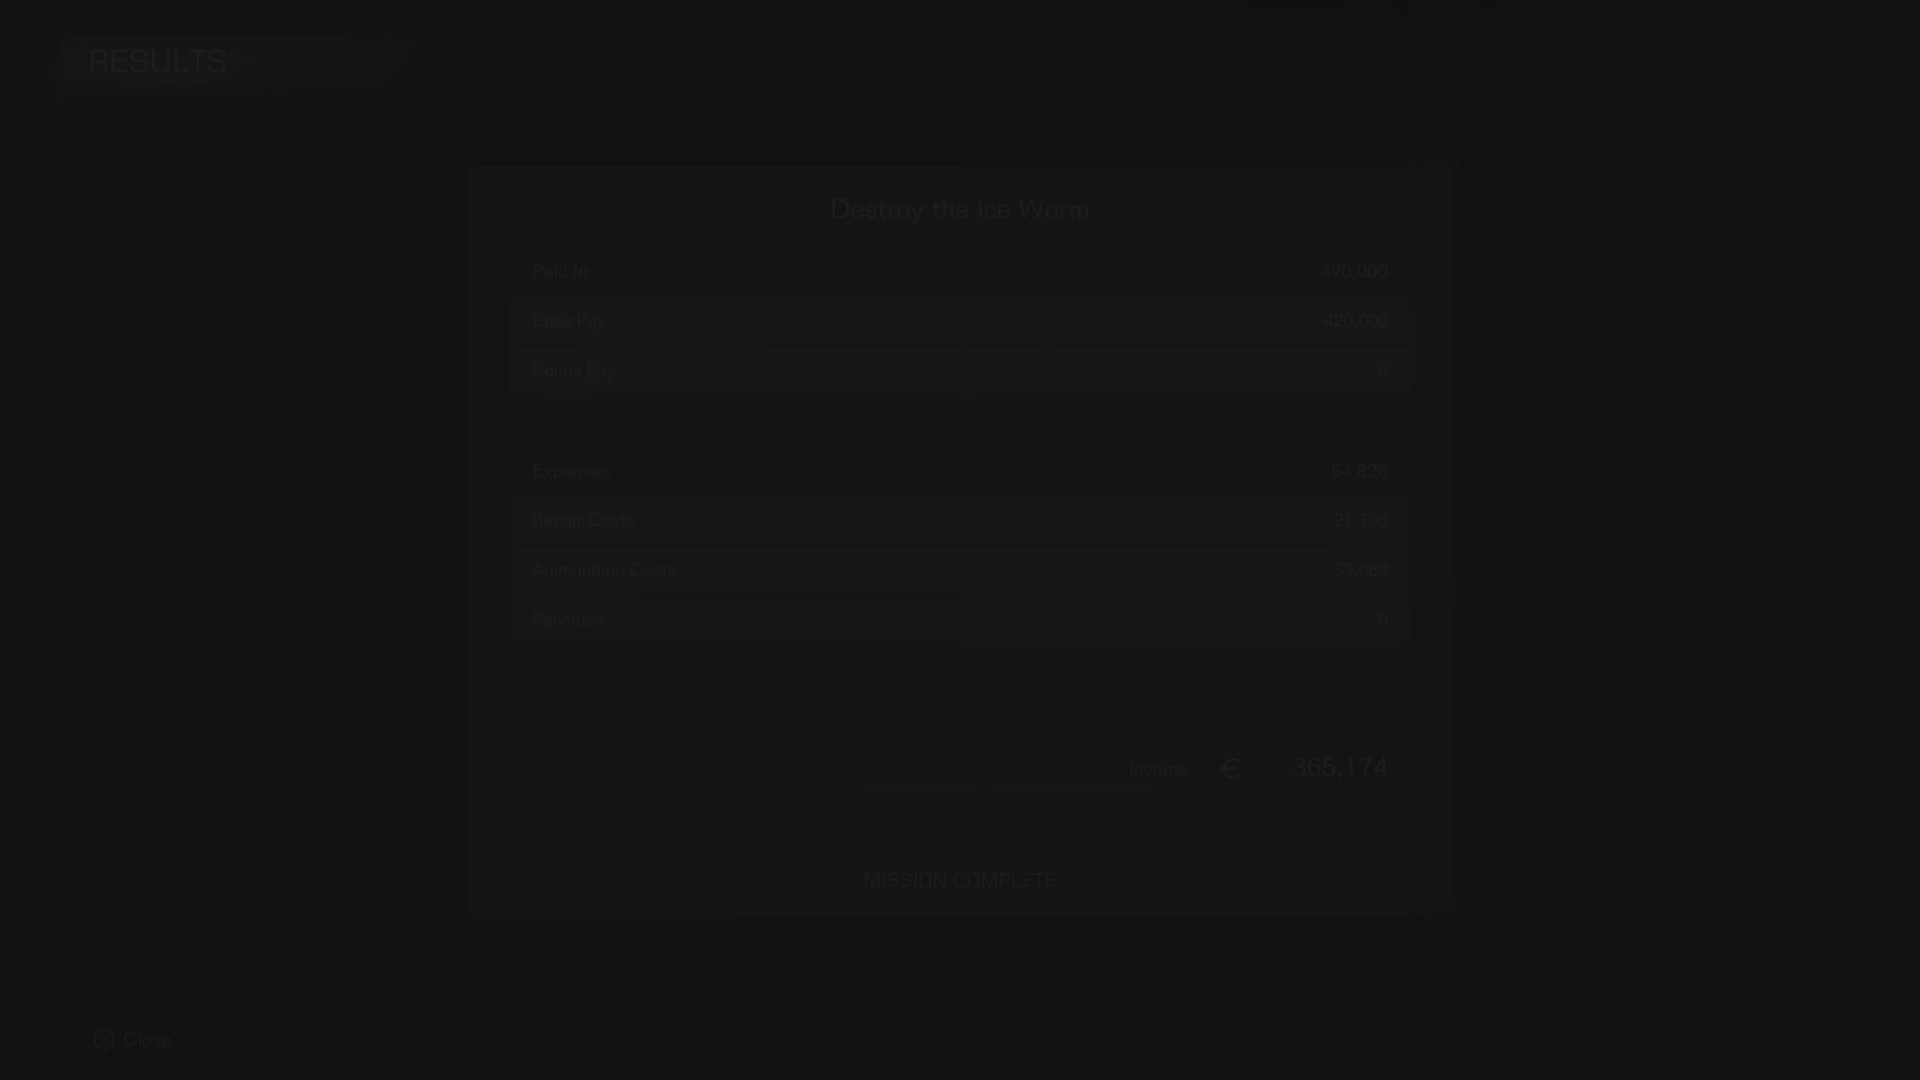 RESULTS
Destroy the Ice Worm
Paid in 420,000
Base Pay 420,000
Bonus Pay 0
Expenses 54,826
Repair Costs 21,766
Ammunition Costs 33,060
Penalties 0
Income 365,174
MISSION COMPLETE
:Close